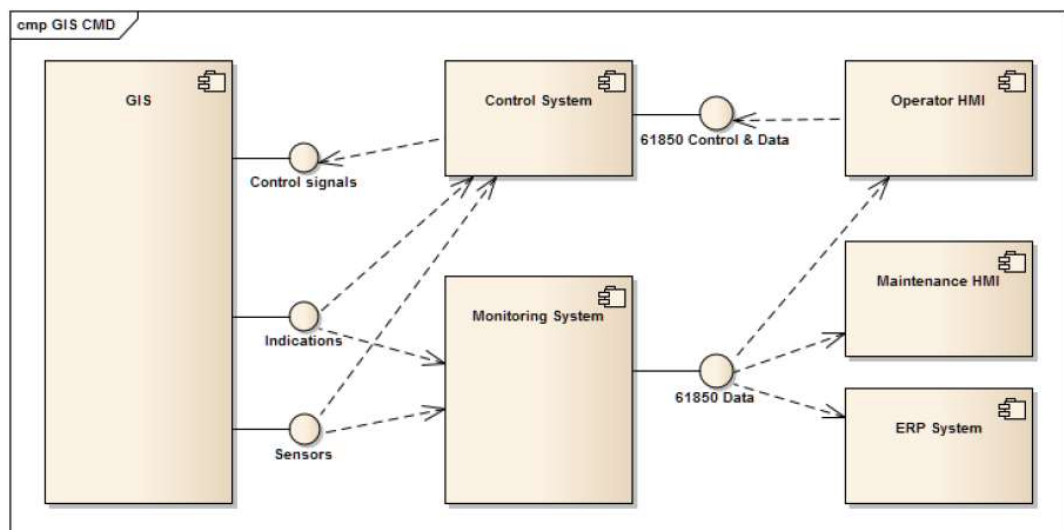 cmp GIS CMD
GIS
Control System
Operator HMI
61850 Control & Data
Control signals
Maintenance HMI
Monitoring System
Indications
61850 Data
ERP System
Sensors